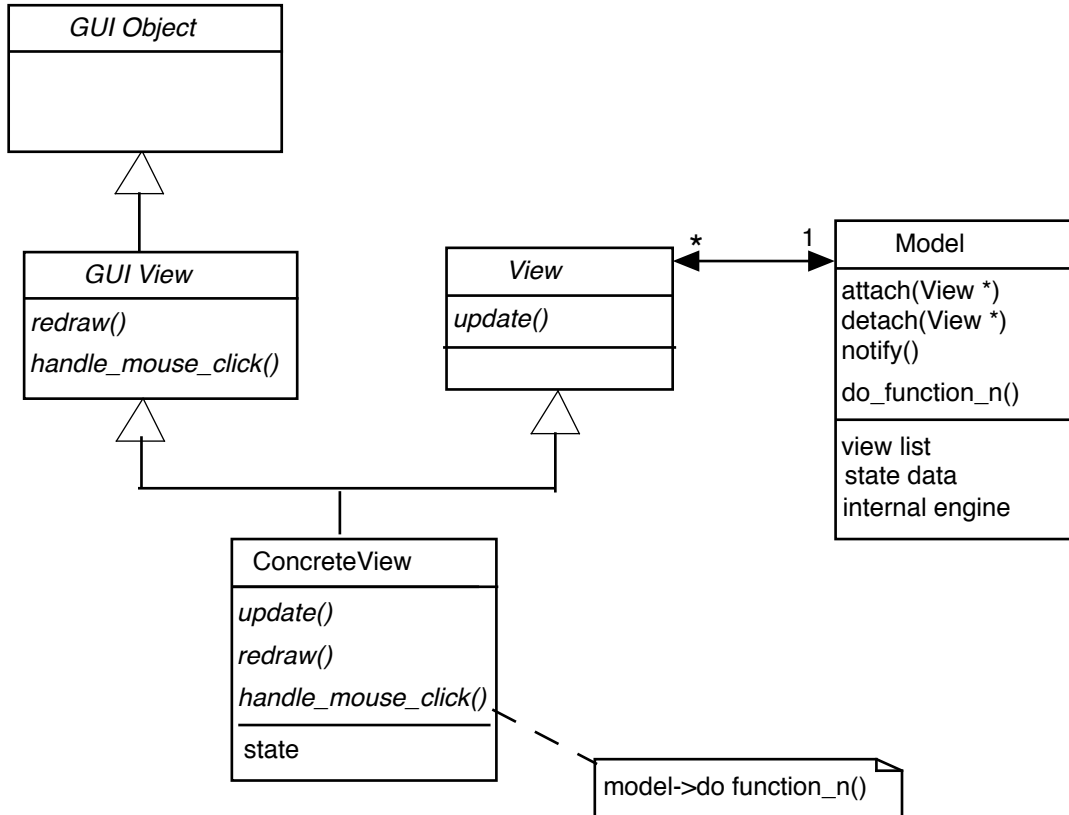 GUI Object
GUI View
redraw()
handle_mouse_click()
View
update()
*
1
Model
attach(View *)
detach(View *)
notify()
do_function_n()
view list
state data
internal engine
ConcreteView
update()
redraw()
handle_mouse_click()
state
model->do function_n()